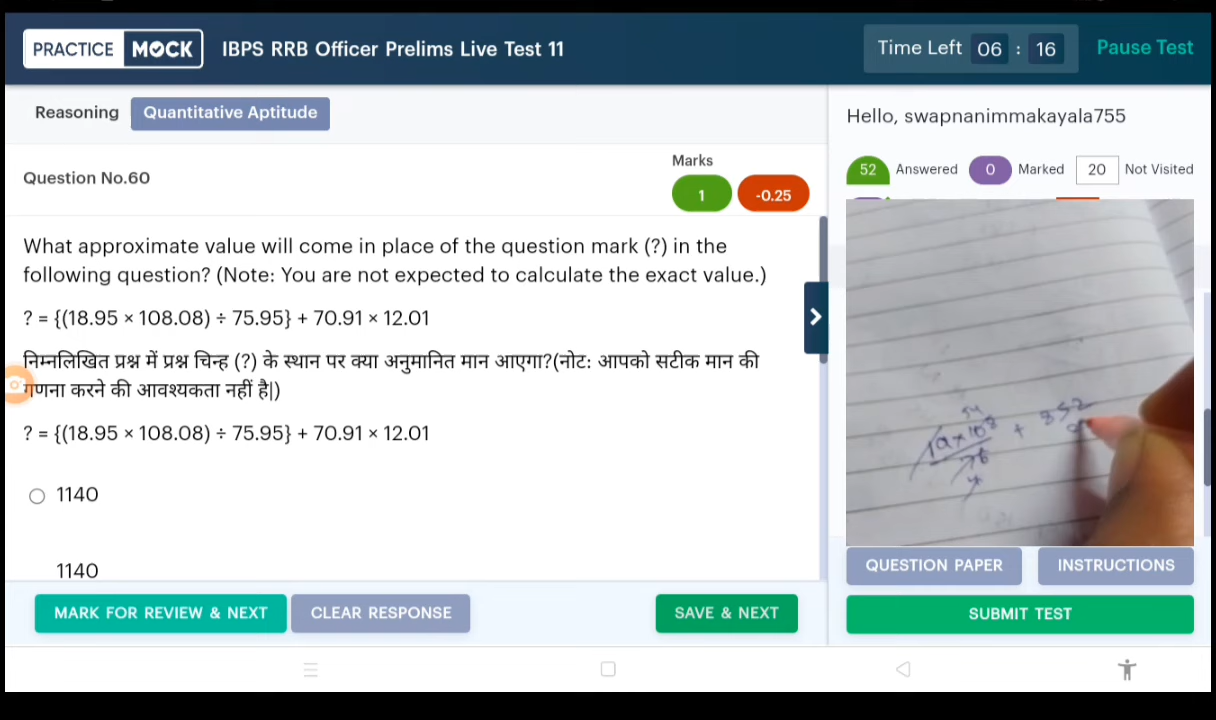 PRACTICE MOCK IBPS RRB Officer Prelims Live Test 11 Time Left 06 : 16 Pause Test
Reasoning Quantitative Aptitude
Hello, swapnanimmakayala755
Question No.60
Marks
1 -0.25
52 Answered 0 Marked 20 Not Visited
What approximate value will come in place of the question mark (?) in the
following question? (Note: You are not expected to calculate the exact value.)
? = {(18.95 × 108.08) ÷ 75.95} + 70.91 × 12.01
निम्नलिखित प्रश्न में प्रश्न चिन्ह (?) के स्थान पर क्या अनुमानित मान आएगा?(नोट: आपको सटीक मान की
गणना करने की आवश्यकता नहीं है|)
? = {(18.95 × 108.08) ÷ 75.95} + 70.91 × 12.01
1140
1140
19 × 108 + 852
76
MARK FOR REVIEW & NEXT CLEAR RESPONSE SAVE & NEXT
QUESTION PAPER INSTRUCTIONS
SUBMIT TEST